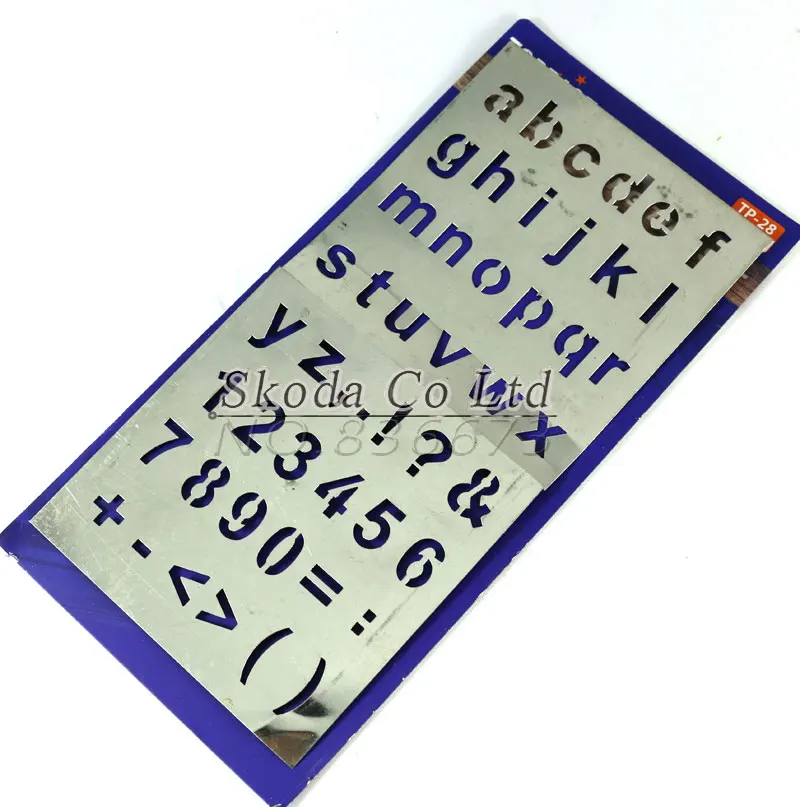 TP-28
a b c d e f
g h i j k l
m n o p q r
s t u v w x
y z , . ! ? &
1 2 3 4 5 6
7 8 9 0 = :
+ - < > ( )
Skoda Co Ltd